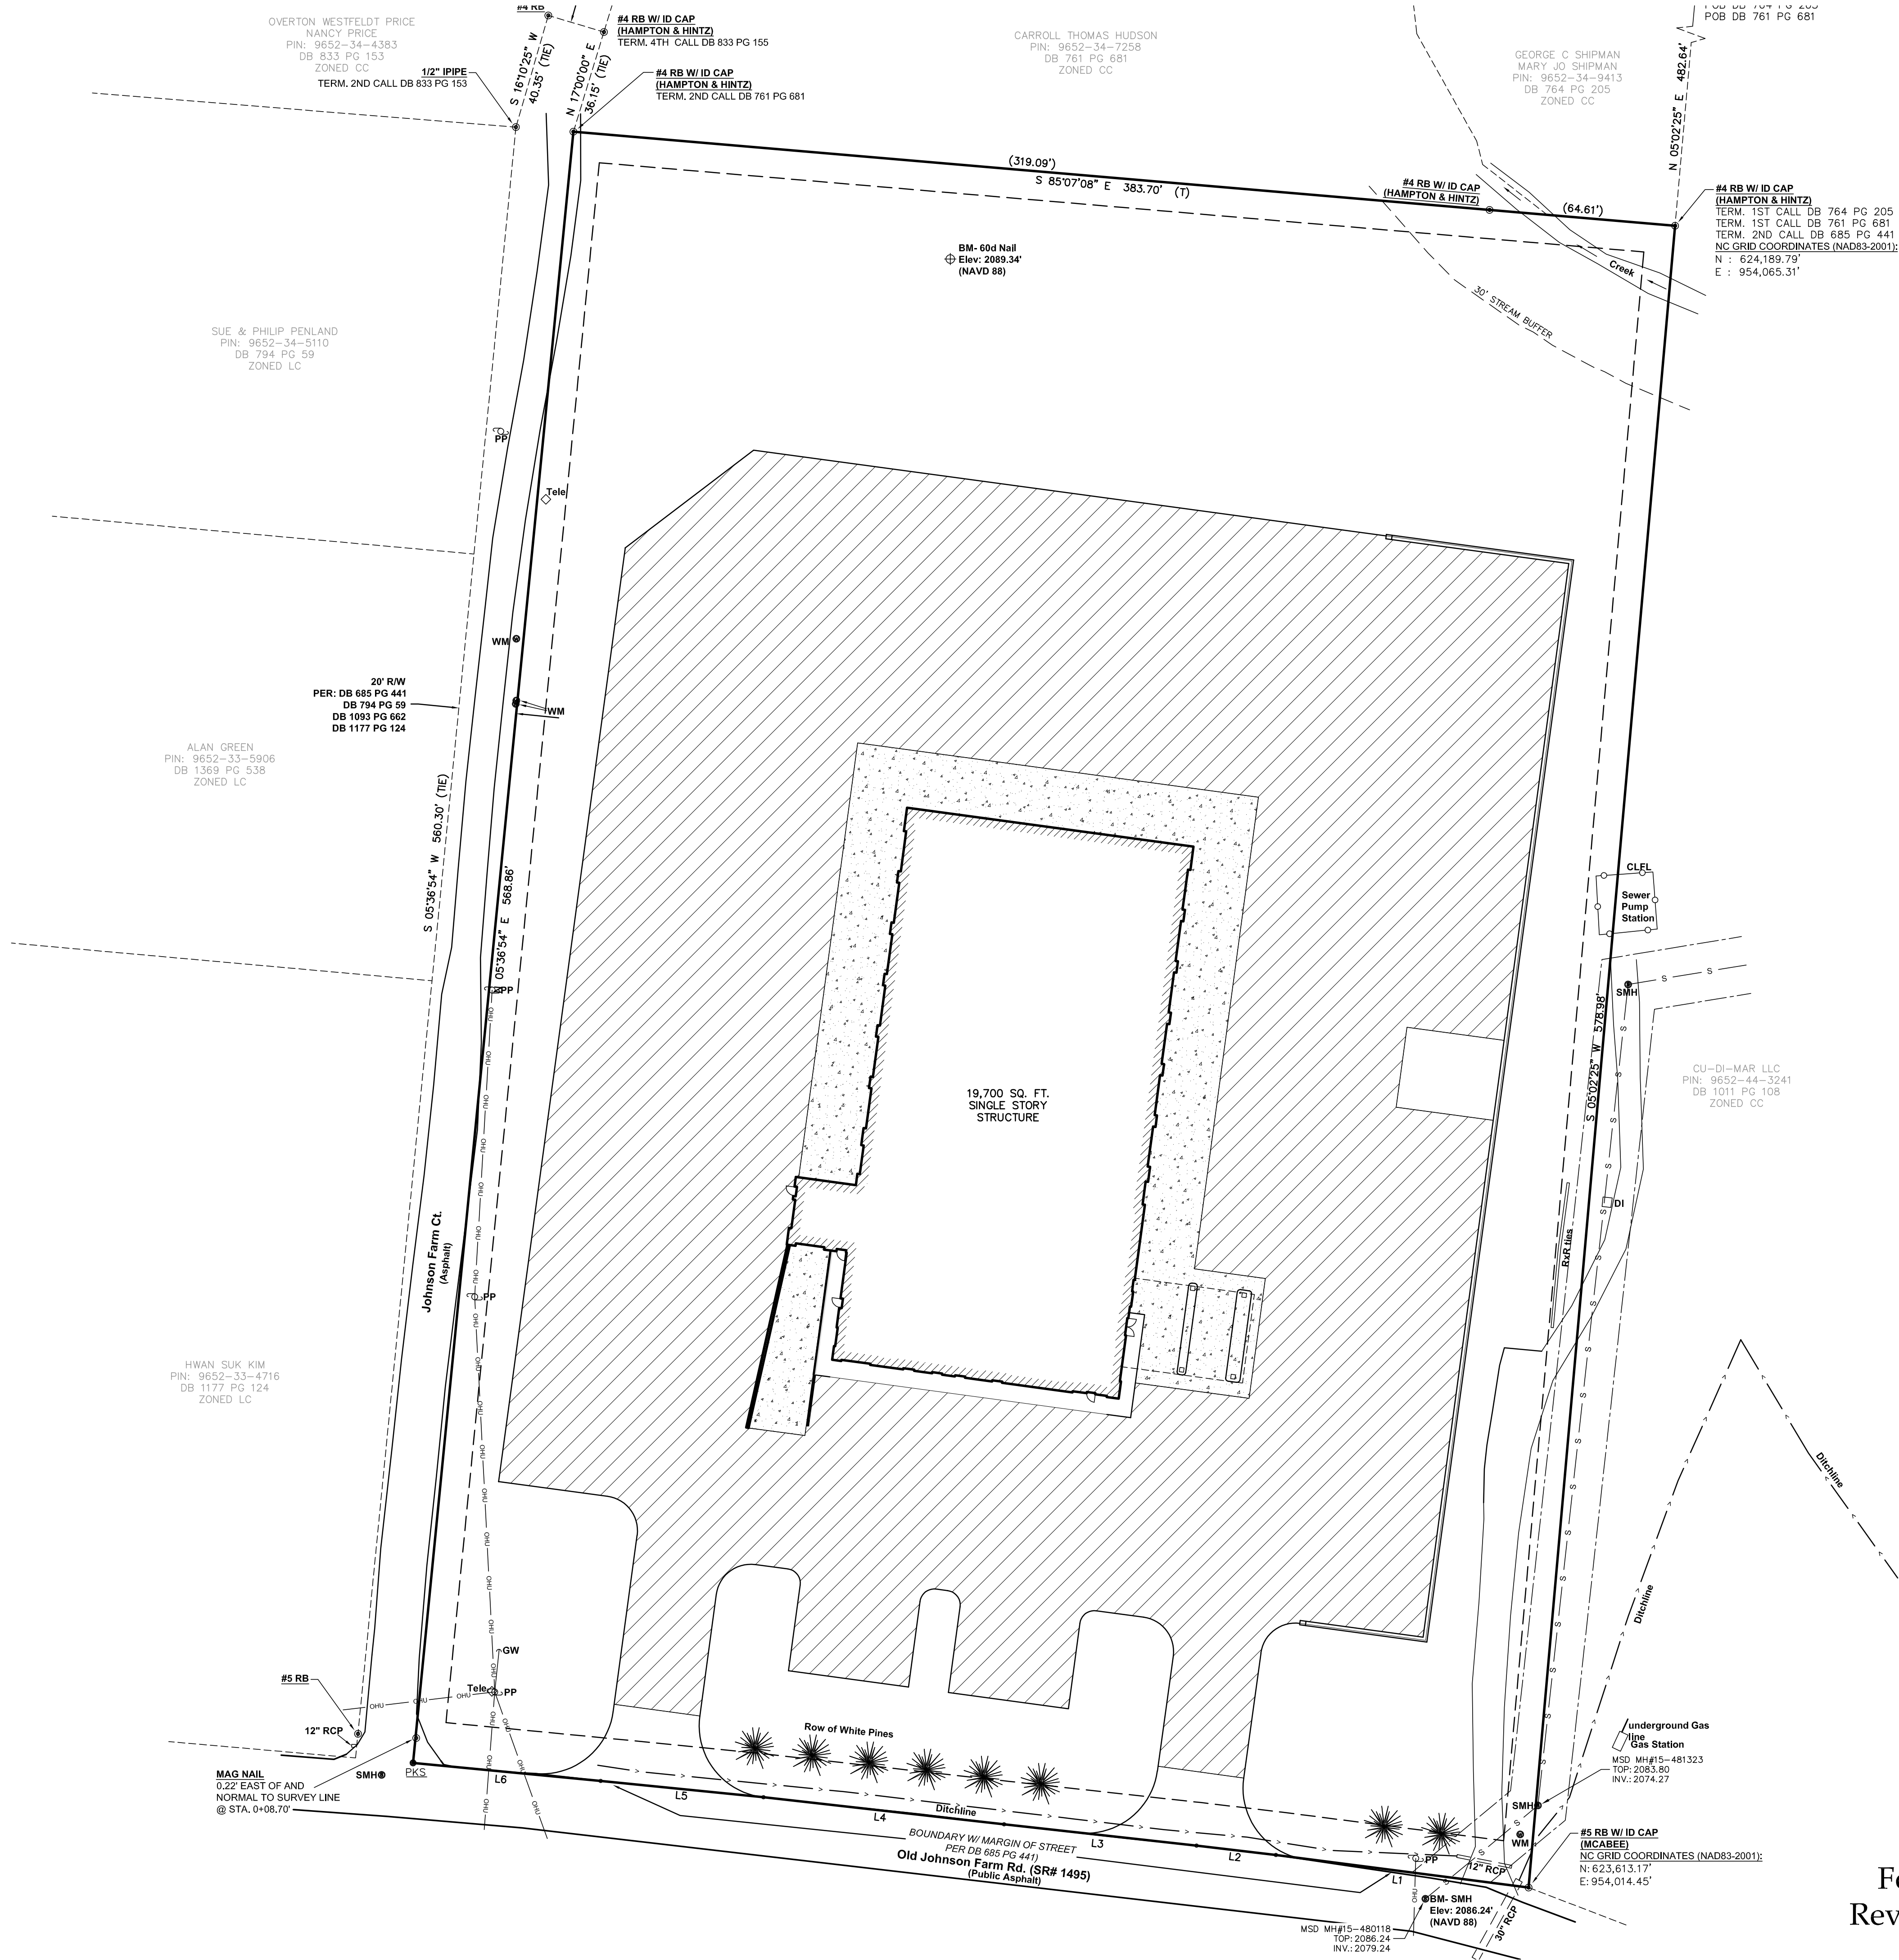 OVERTON WESTFELDT PRICE
NANCY PRICE
PIN: 9652-34-4383
DB 833 PG 153
ZONED CC
#4 RB
#4 RB W/ ID CAP
(HAMPTON & HINTZ)
TERM. 4TH CALL DB 833 PG 155
1/2" IPIPE
TERM. 2ND CALL DB 833 PG 153
S 16°10'25" W
40.35' (TIE)
N 17°00'00" E
36.15' (TIE)
#4 RB W/ ID CAP
(HAMPTON & HINTZ)
TERM. 2ND CALL DB 761 PG 681
CARROLL THOMAS HUDSON
PIN: 9652-34-7258
DB 761 PG 681
ZONED CC
GEORGE C SHIPMAN
MARY JO SHIPMAN
PIN: 9652-34-9413
DB 764 PG 205
ZONED CC
POB DB 764 PG 205
POB DB 761 PG 681
N 05°02'25" E 482.64'
(319.09')
S 85°07'08" E 383.70' (T)
#4 RB W/ ID CAP
(HAMPTON & HINTZ)
(64.61')
#4 RB W/ ID CAP
(HAMPTON & HINTZ)
TERM. 1ST CALL DB 764 PG 205
TERM. 1ST CALL DB 761 PG 681
TERM. 2ND CALL DB 685 PG 441
NC GRID COORDINATES (NAD83-2001):
N : 624,189.79'
E : 954,065.31'
BM- 60d Nail
Elev: 2089.34'
(NAVD 88)
Creek
30' STREAM BUFFER
SUE & PHILIP PENLAND
PIN: 9652-34-5110
DB 794 PG 59
ZONED LC
PP
Tele
WM
WM
20' R/W
PER: DB 685 PG 441
DB 794 PG 59
DB 1093 PG 662
DB 1177 PG 124
ALAN GREEN
PIN: 9652-33-5906
DB 1369 PG 538
ZONED LC
S 05°36'54" W 560.30' (TIE)
05°36'54" E 568.86'
PP
OHU
CLFL
Sewer
Pump
Station
SMH
S
S 05°02'25" W 578.98'
CU-DI-MAR LLC
PIN: 9652-44-3241
DB 1011 PG 108
ZONED CC
19,700 SQ. FT.
SINGLE STORY
STRUCTURE
DI
RxR ties
Johnson Farm Ct.
(Asphalt)
PP
HWAN SUK KIM
PIN: 9652-33-4716
DB 1177 PG 124
ZONED LC
Ditchline
Ditchline
GW
Tele
PP
#5 RB
12" RCP
MAG NAIL
0.22' EAST OF AND
NORMAL TO SURVEY LINE
@ STA. 0+08.70'
SMH
PKS
L6
L5
L4
L3
L2
L1
Row of White Pines
Ditchline
BOUNDARY W/ MARGIN OF STREET
PER DB 685 PG 441)
Old Johnson Farm Rd. (SR# 1495)
(Public Asphalt)
underground Gas
line
Gas Station
MSD MH#15-481323
TOP: 2083.80
INV.: 2074.27
SMH
WM
PP
12" RCP
#5 RB W/ ID CAP
(MCABEE)
NC GRID COORDINATES (NAD83-2001):
N: 623,613.17'
E: 954,014.45'
BM- SMH
Elev: 2086.24'
(NAVD 88)
MSD MH#15-480118
TOP: 2086.24
INV.: 2079.24
30" RCP
Fo
Rev